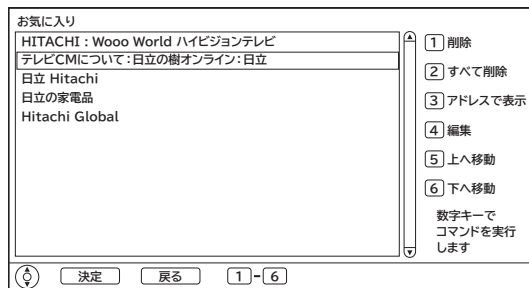 お気に入り
HITACHI : Wooo World ハイビジョンテレビ
テレビCMについて：日立の樹オンライン：日立
日立 Hitachi
日立の家電品
Hitachi Global
1 削除
2 すべて削除
3 アドレスで表示
4 編集
5 上へ移動
6 下へ移動
数字キーで
コマンドを実行
します
決定 戻る 1-6